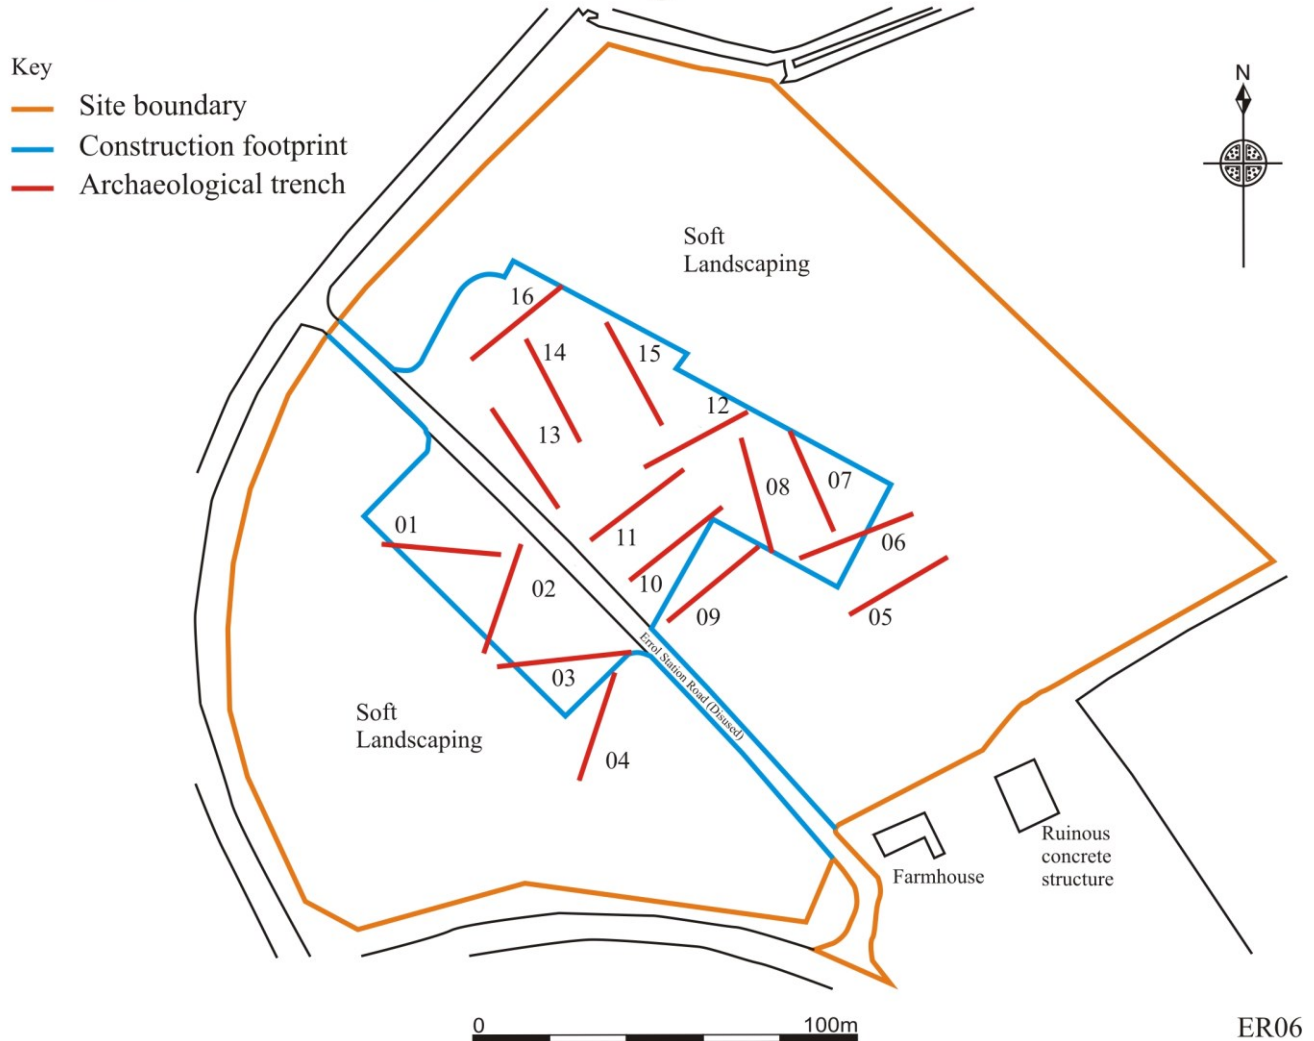 Key
Site boundary
Construction footprint
Archaeological trench
N
Soft
Landscaping
16
14
15
12
13
08
07
01
11
06
02
10
09
05
03
Errol Station Road (Disused)
Soft
Landscaping
04
Ruinous
concrete
structure
Farmhouse
0
100m
ER06